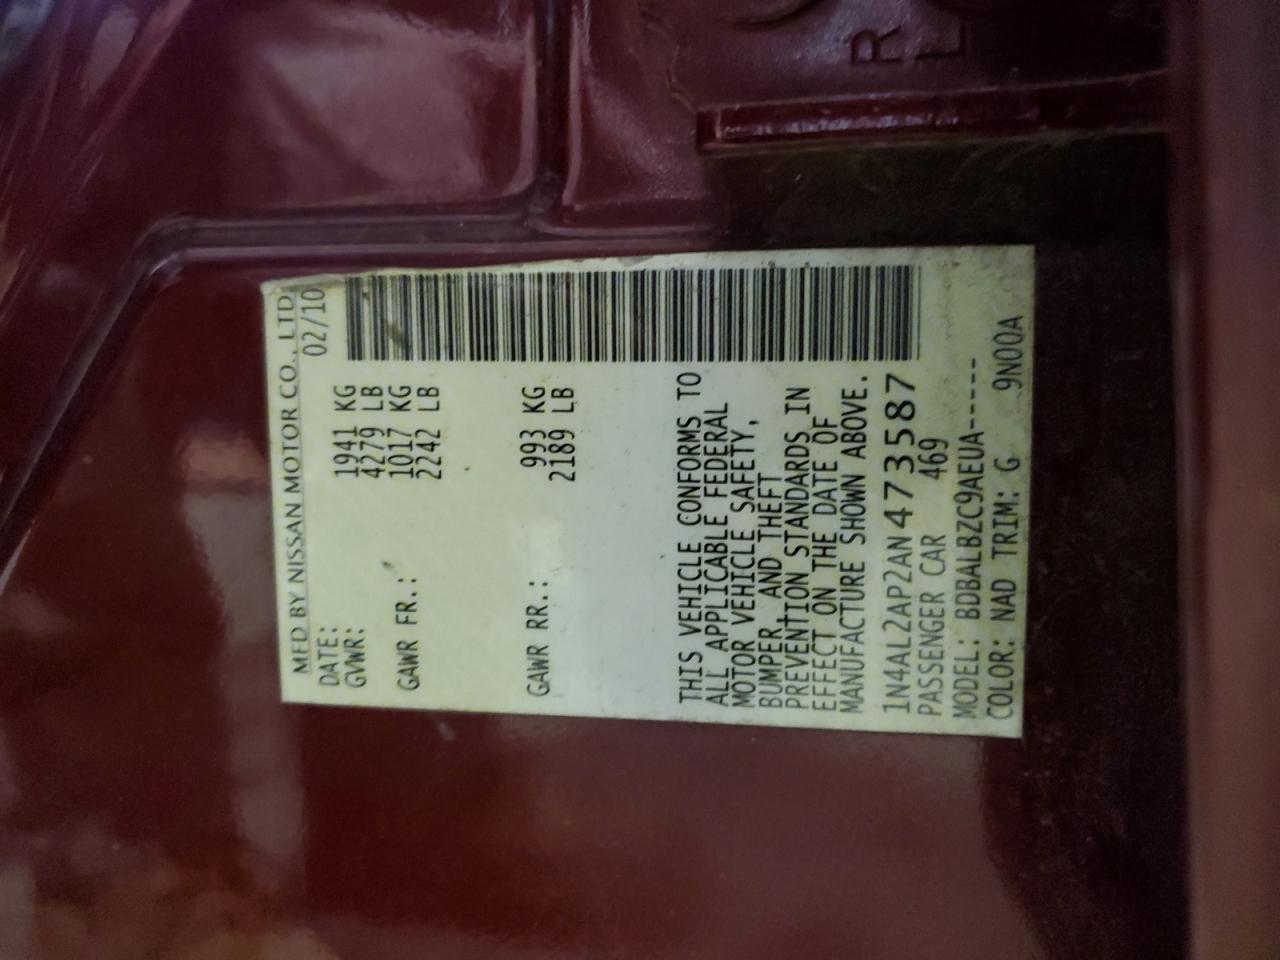 MFD BY NISSAN MOTOR CO., LTD
DATE: 02/10
GVWR: 1941 KG
4279 LB
GAWR FR.: 1017 KG
2242 LB
GAWR RR.: 993 KG
2189 LB
THIS VEHICLE CONFORMS TO
ALL APPLICABLE FEDERAL
MOTOR VEHICLE SAFETY,
BUMPER, AND THEFT
PREVENTION STANDARDS IN
EFFECT ON THE DATE OF
MANUFACTURE SHOWN ABOVE.
1N4AL2AP2AN473587
PASSENGER CAR 469
MODEL: BDBALBZC9AEUA-----
COLOR: NAD TRIM: G 9N00A
R
L